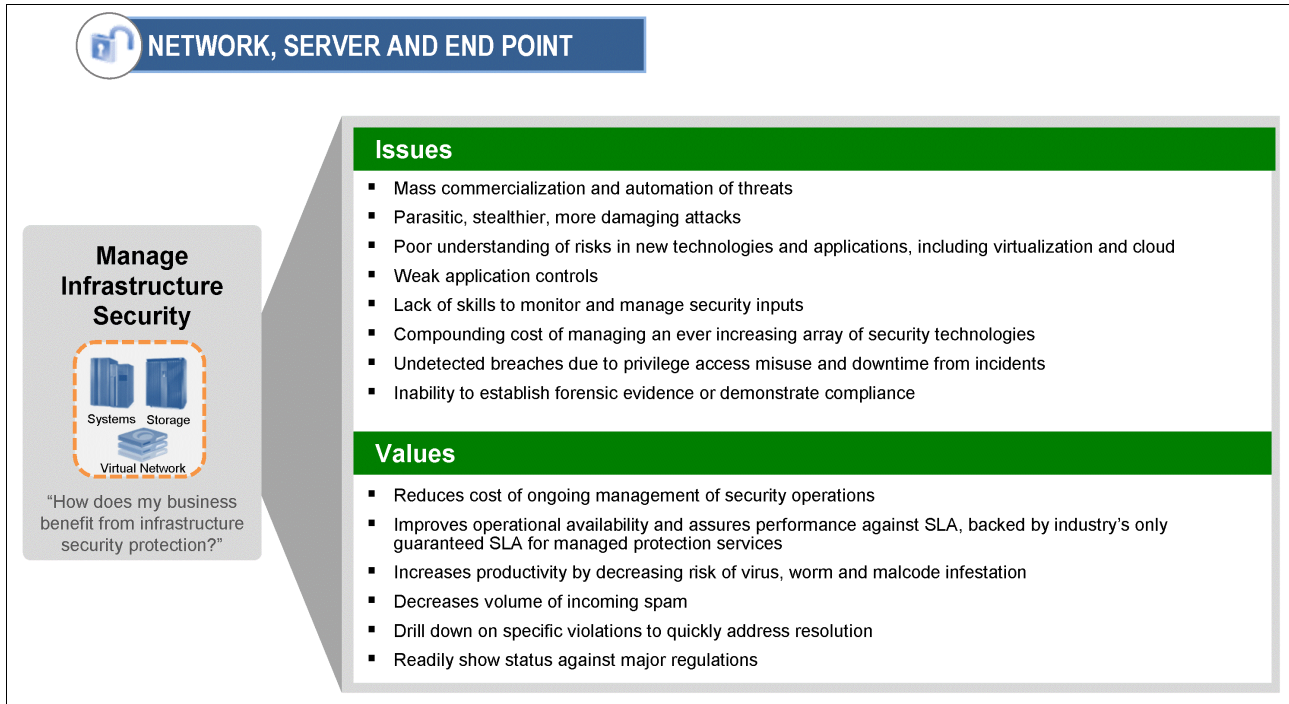 NETWORK, SERVER AND END POINT
Manage
Infrastructure
Security
Systems Storage
Virtual Network
“How does my business
benefit from infrastructure
security protection?”
Issues
▪ Mass commercialization and automation of threats
▪ Parasitic, stealthier, more damaging attacks
▪ Poor understanding of risks in new technologies and applications, including virtualization and cloud
▪ Weak application controls
▪ Lack of skills to monitor and manage security inputs
▪ Compounding cost of managing an ever increasing array of security technologies
▪ Undetected breaches due to privilege access misuse and downtime from incidents
▪ Inability to establish forensic evidence or demonstrate compliance
Values
▪ Reduces cost of ongoing management of security operations
▪ Improves operational availability and assures performance against SLA, backed by industry’s only
guaranteed SLA for managed protection services
▪ Increases productivity by decreasing risk of virus, worm and malcode infestation
▪ Decreases volume of incoming spam
▪ Drill down on specific violations to quickly address resolution
▪ Readily show status against major regulations